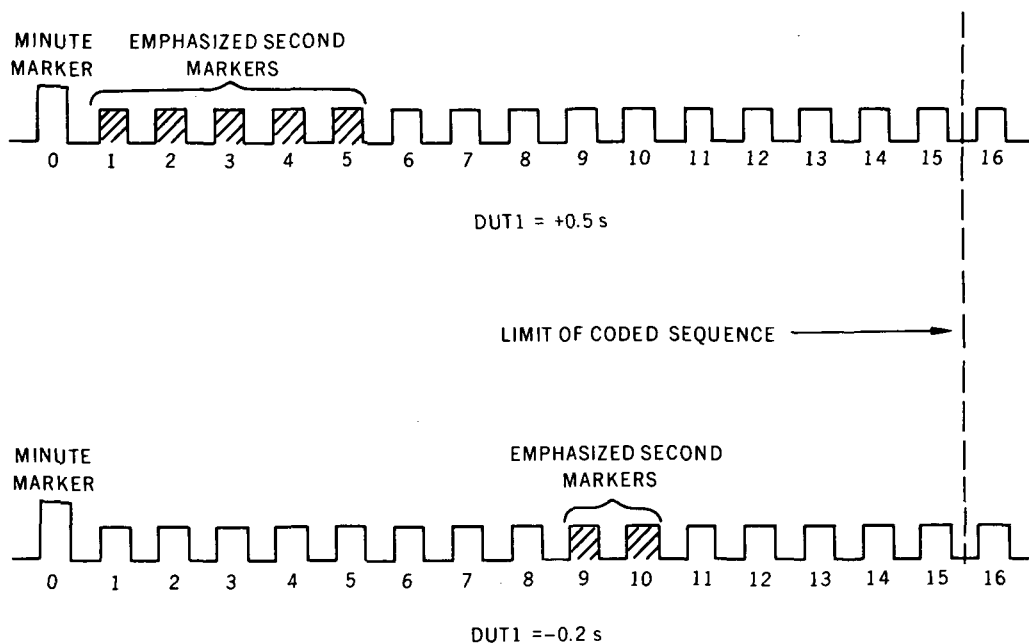 MINUTE MARKER
EMPHASIZED SECOND MARKERS
0 1 2 3 4 5 6 7 8 9 10 11 12 13 14 15 16
DUT1 = +0.5 s
LIMIT OF CODED SEQUENCE
MINUTE MARKER
EMPHASIZED SECOND MARKERS
0 1 2 3 4 5 6 7 8 9 10 11 12 13 14 15 16
DUT1 =-0.2 s